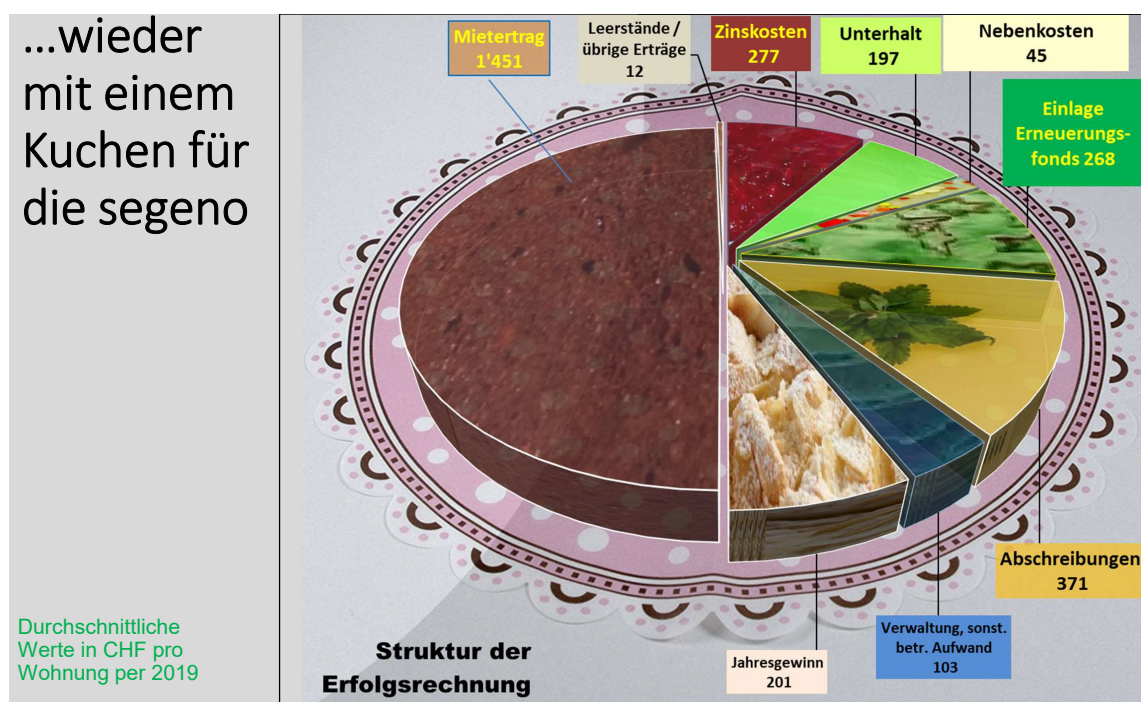 ...wieder
mit einem
Kuchen für
die segeno
Mietertrag
1'451
Leerstände /
übrige Erträge
12
Zinskosten
277
Unterhalt
197
Nebenkosten
45
Einlage
Erneuerungs-
fonds 268
Abschreibungen
371
Verwaltung, sonst.
betr. Aufwand
103
Jahresgewinn
201
Struktur der
Erfolgsrechnung
Durchschnittliche
Werte in CHF pro
Wohnung per 2019